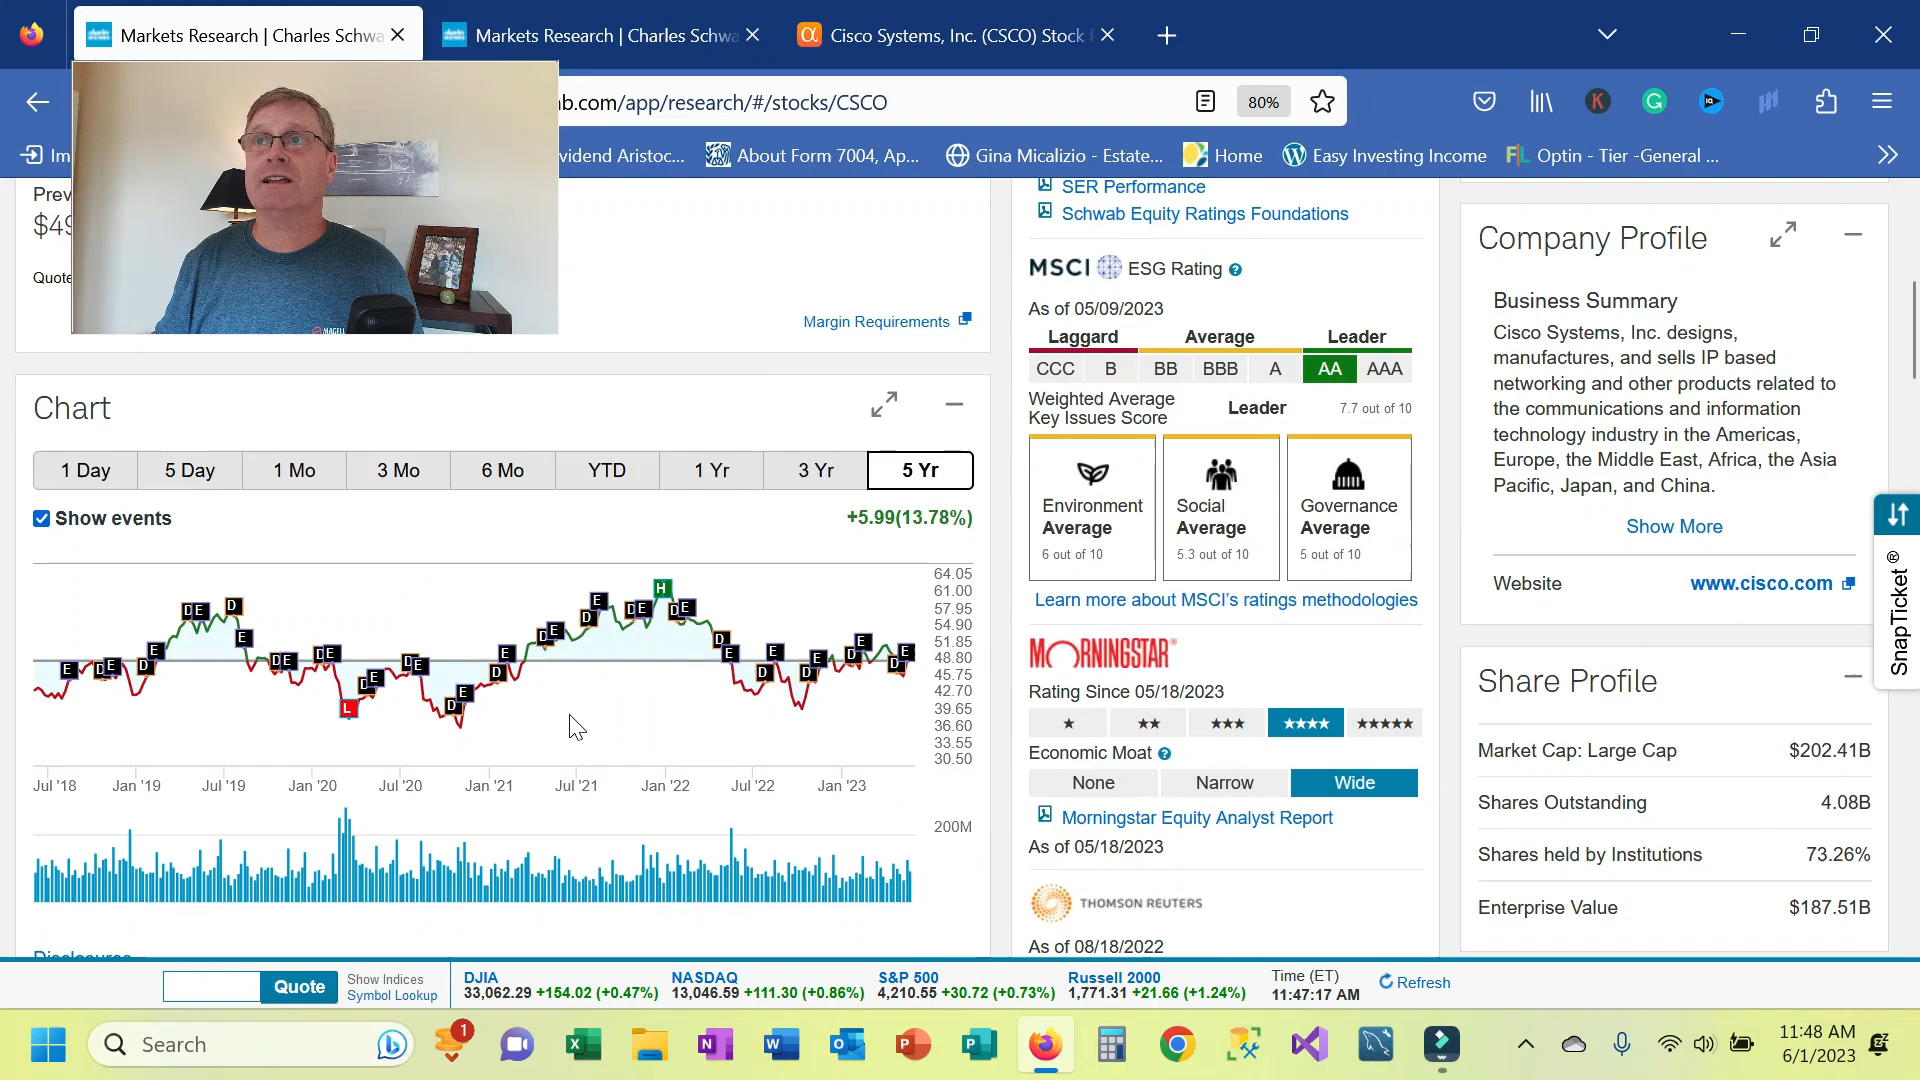 Markets Research | Charles Schwa
Markets Research | Charles Schwa
Cisco Systems, Inc. (CSCO) Stock
b.com/app/research/#/stocks/CSCO
80%
Im
vidend Aristoc...
About Form 7004, Ap...
Gina Micalizio - Estate...
Home
Easy Investing Income
Optin - Tier -General ...
Prev
$49
Quote
Margin Requirements
Chart
1 Day
5 Day
1 Mo
3 Mo
6 Mo
YTD
1 Yr
3 Yr
5 Yr
Show events
+5.99(13.78%)
64.05
61.00
57.95
54.90
51.85
48.80
45.75
42.70
39.65
36.60
33.55
30.50
Jul '18
Jan '19
Jul '19
Jan '20
Jul '20
Jan '21
Jul '21
Jan '22
Jul '22
Jan '23
200M
Disclosures
SER Performance
Schwab Equity Ratings Foundations
MSCI ESG Rating
As of 05/09/2023
Laggard Average Leader
CCC B BB BBB A AA AAA
Weighted Average
Key Issues Score
Leader
7.7 out of 10
Environment
Average
6 out of 10
Social
Average
5.3 out of 10
Governance
Average
5 out of 10
Learn more about MSCI's ratings methodologies
MORNINGSTAR
Rating Since 05/18/2023
★ ★★ ★★★ ★★★★ ★★★★★
Economic Moat
None Narrow Wide
Morningstar Equity Analyst Report
As of 05/18/2023
THOMSON REUTERS
As of 08/18/2022
Company Profile
Business Summary
Cisco Systems, Inc. designs,
manufactures, and sells IP based
networking and other products related to
the communications and information
technology industry in the Americas,
Europe, the Middle East, Africa, the Asia
Pacific, Japan, and China.
Show More
Website www.cisco.com
Share Profile
Market Cap: Large Cap $202.41B
Shares Outstanding 4.08B
Shares held by Institutions 73.26%
Enterprise Value $187.51B
SnapTicket®
Quote
Show Indices
Symbol Lookup
DJIA
33,062.29 +154.02 (+0.47%)
NASDAQ
13,046.59 +111.30 (+0.86%)
S&P 500
4,210.55 +30.72 (+0.73%)
Russell 2000
1,771.31 +21.66 (+1.24%)
Time (ET)
11:47:17 AM
Refresh
Search
1
11:48 AM
6/1/2023